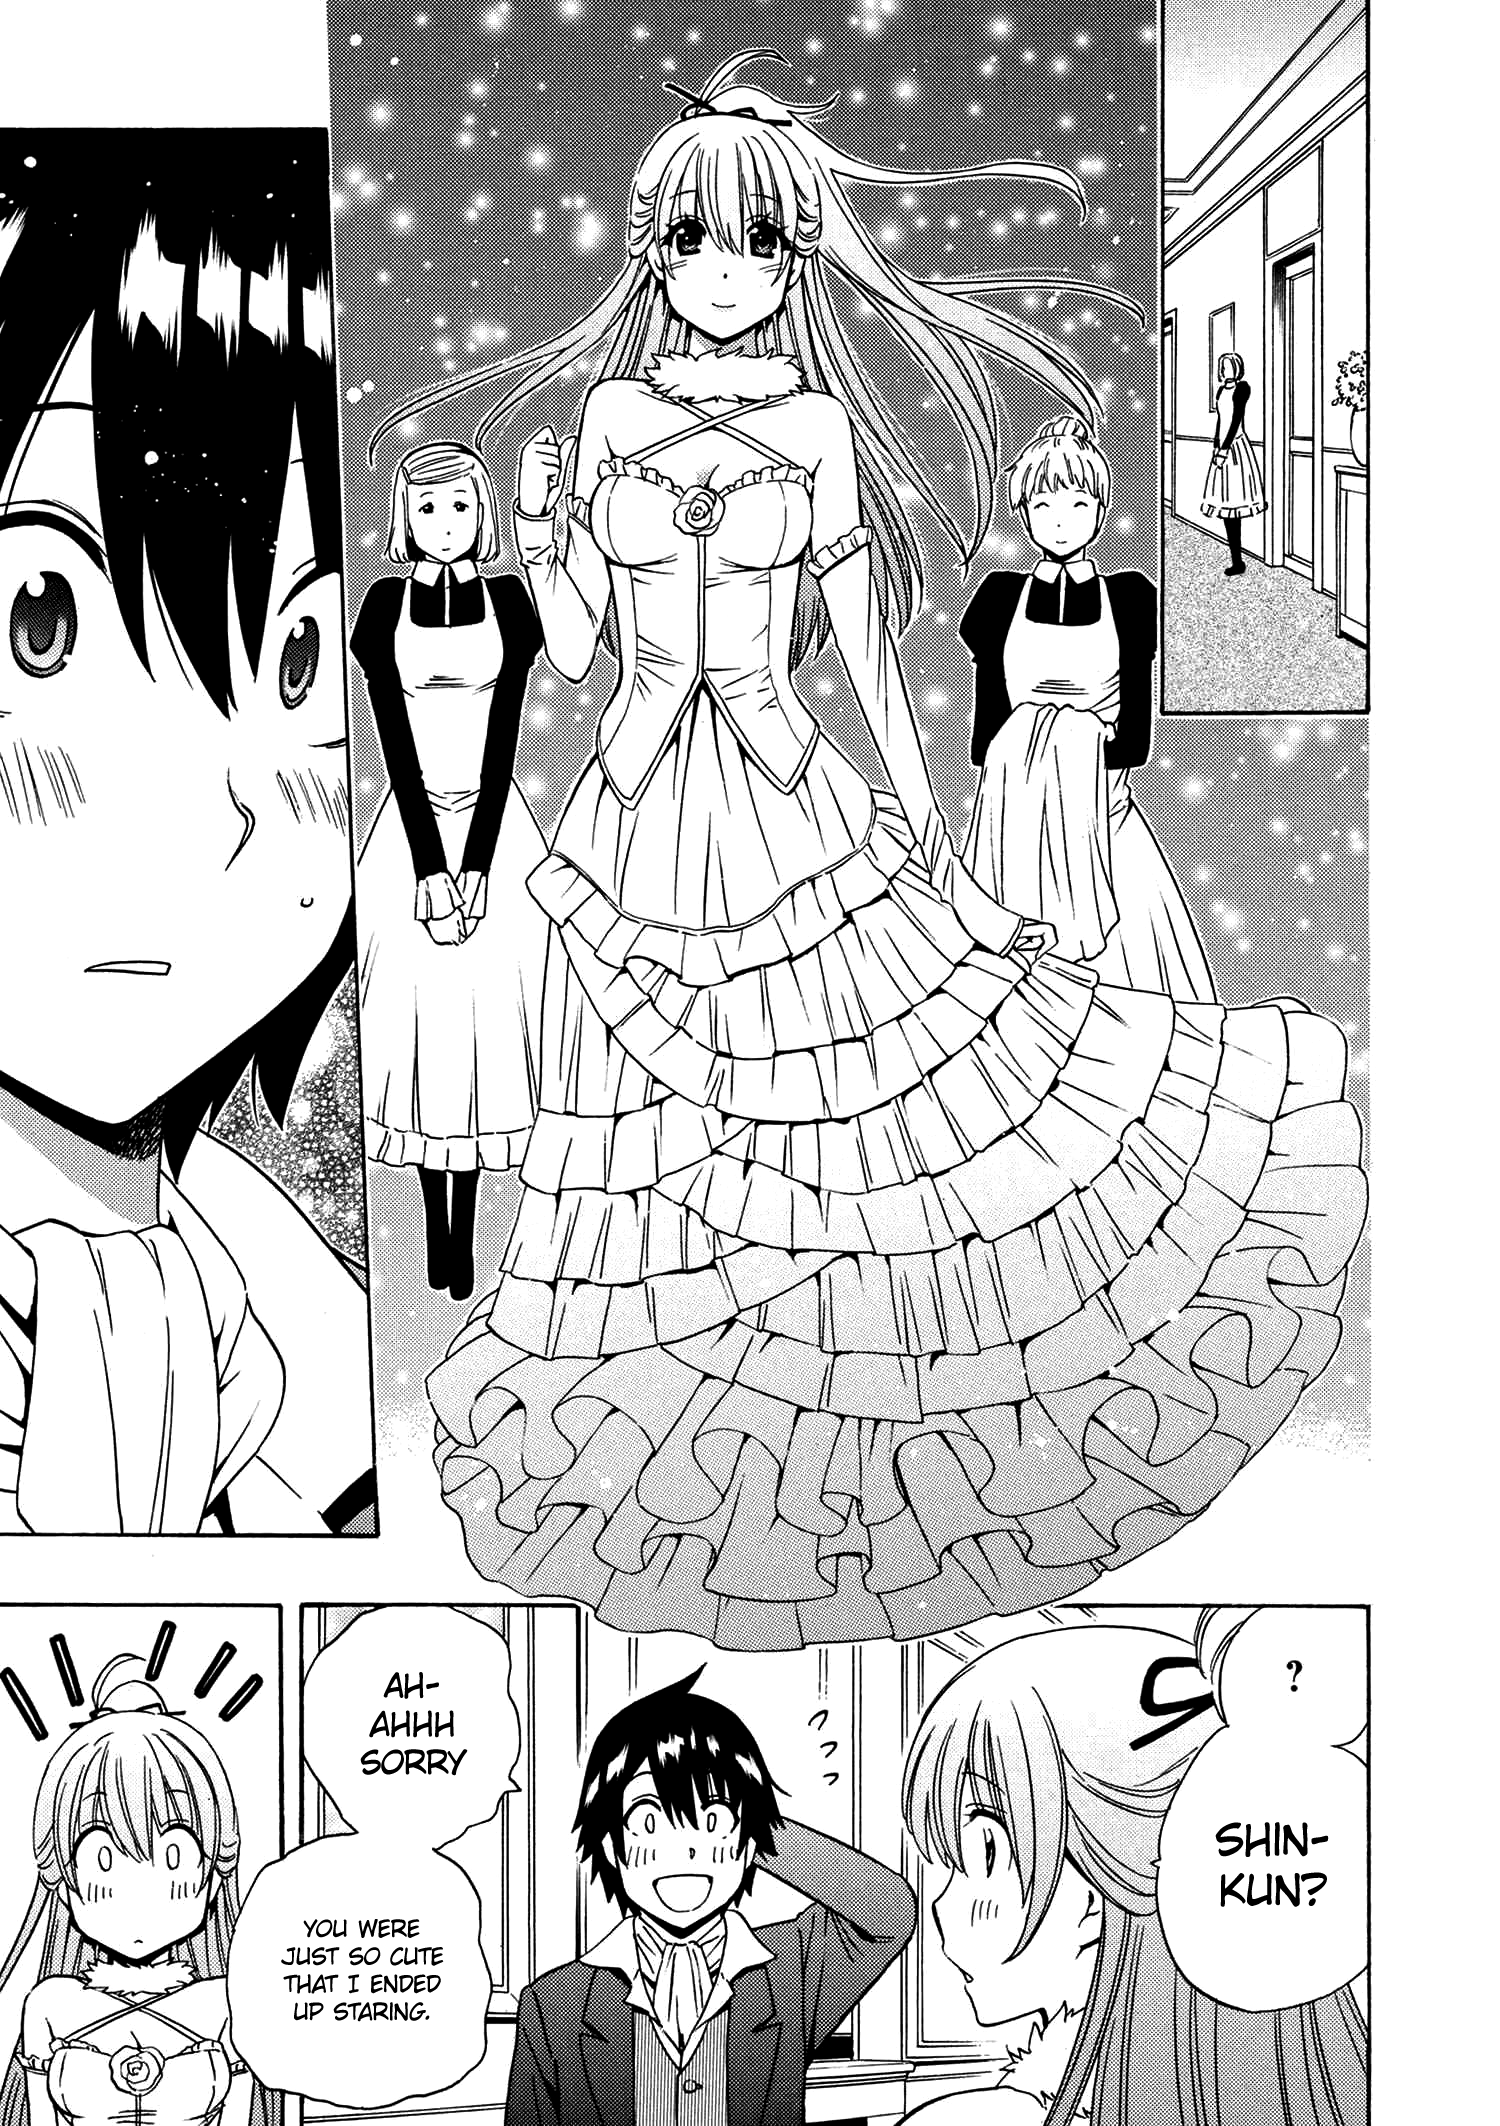 ?
SHIN-
KUN?
AH-
AHHH
SORRY
YOU WERE
JUST SO CUTE
THAT I ENDED
UP STARING.